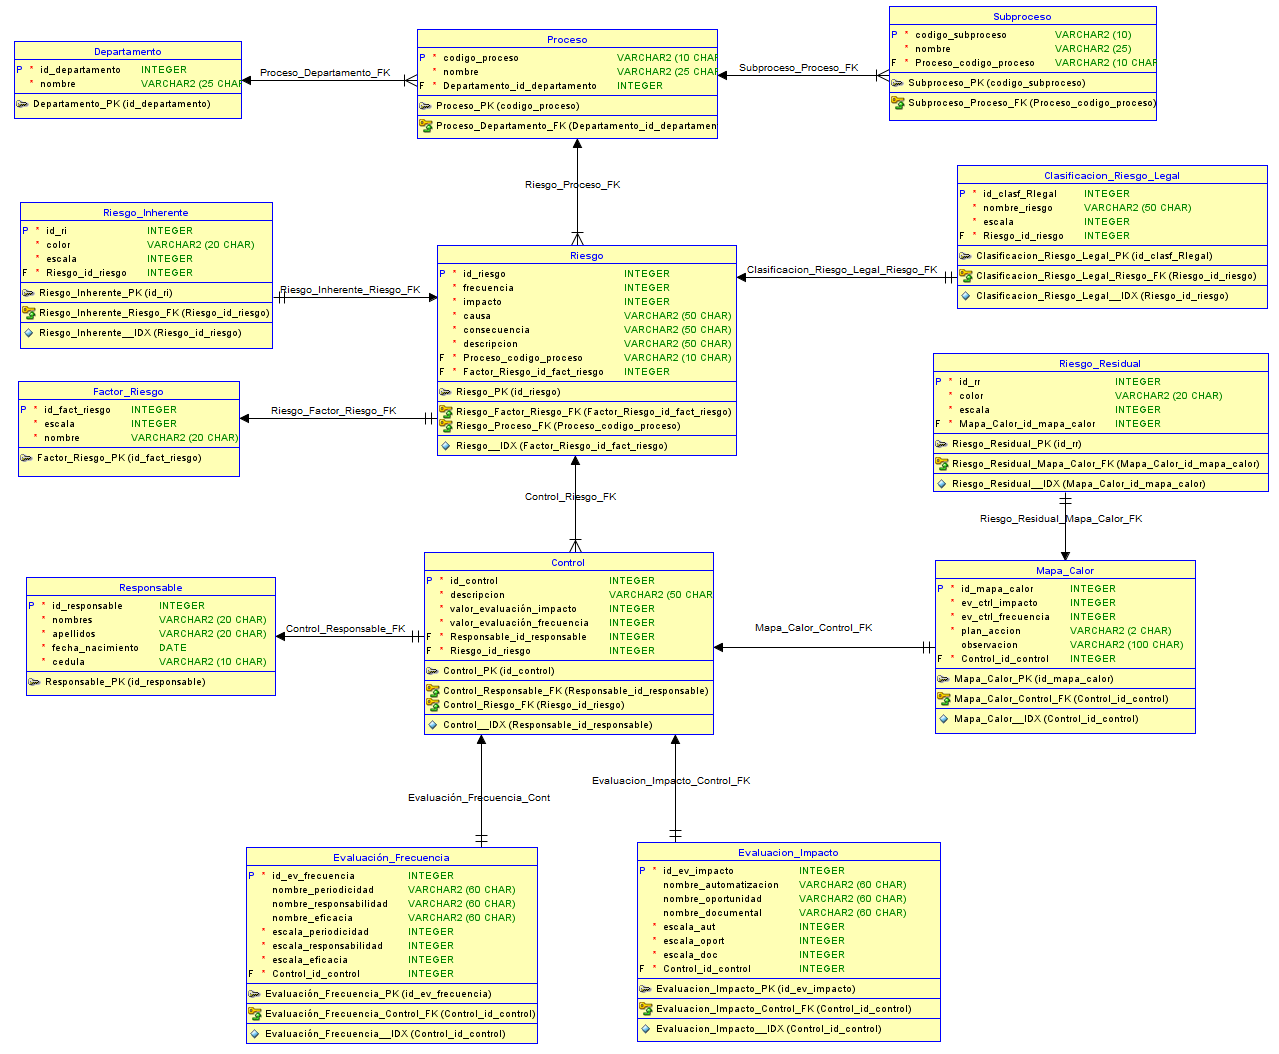 Departamento
P * id_departamento INTEGER
* nombre VARCHAR2 (25 CHAR
Departamento_PK (id_departamento)
Proceso_Departamento_FK
Proceso
P * codigo_proceso VARCHAR2 (10 CHAR
* nombre VARCHAR2 (25 CHAR
F * Departamento_id_departamento INTEGER
Proceso_PK (codigo_proceso)
Proceso_Departamento_FK (Departamento_id_departamen
Subproceso_Proceso_FK
Subproceso
P * codigo_subproceso VARCHAR2 (10)
* nombre VARCHAR2 (25)
F * Proceso_codigo_proceso VARCHAR2 (10 CHAR
Subproceso_PK (codigo_subproceso)
Subproceso_Proceso_FK (Proceso_codigo_proceso)
Riesgo_Proceso_FK
Clasificacion_Riesgo_Legal
P * id_clasf_Rlegal INTEGER
* nombre_riesgo VARCHAR2 (50 CHAR)
* escala INTEGER
F * Riesgo_id_riesgo INTEGER
Clasificacion_Riesgo_Legal_PK (id_clasf_Rlegal)
Clasificacion_Riesgo_Legal_Riesgo_FK (Riesgo_id_riesgo)
Clasificacion_Riesgo_Legal__IDX (Riesgo_id_riesgo)
Clasificacion_Riesgo_Legal_Riesgo_FK
Riesgo_Inherente
P * id_ri INTEGER
* color VARCHAR2 (20 CHAR)
* escala INTEGER
F * Riesgo_id_riesgo INTEGER
Riesgo_Inherente_PK (id_ri)
Riesgo_Inherente_Riesgo_FK (Riesgo_id_riesgo)
Riesgo_Inherente__IDX (Riesgo_id_riesgo)
Riesgo_Inherente_Riesgo_FK
Riesgo
P * id_riesgo INTEGER
* frecuencia INTEGER
* impacto INTEGER
* causa VARCHAR2 (50 CHAR)
* consecuencia VARCHAR2 (50 CHAR)
* descripcion VARCHAR2 (50 CHAR)
F * Proceso_codigo_proceso VARCHAR2 (10 CHAR)
F * Factor_Riesgo_id_fact_riesgo INTEGER
Riesgo_PK (id_riesgo)
Riesgo_Factor_Riesgo_FK (Factor_Riesgo_id_fact_riesgo)
Riesgo_Proceso_FK (Proceso_codigo_proceso)
Riesgo__IDX (Factor_Riesgo_id_fact_riesgo)
Factor_Riesgo
P * id_fact_riesgo INTEGER
* escala INTEGER
* nombre VARCHAR2 (20 CHAR)
Factor_Riesgo_PK (id_fact_riesgo)
Riesgo_Factor_Riesgo_FK
Riesgo_Residual
P * id_rr INTEGER
* color VARCHAR2 (20 CHAR)
* escala INTEGER
F * Mapa_Calor_id_mapa_calor INTEGER
Riesgo_Residual_PK (id_rr)
Riesgo_Residual_Mapa_Calor_FK (Mapa_Calor_id_mapa_calor)
Riesgo_Residual__IDX (Mapa_Calor_id_mapa_calor)
Riesgo_Residual_Mapa_Calor_FK
Control_Riesgo_FK
Responsable
P * id_responsable INTEGER
* nombres VARCHAR2 (20 CHAR)
* apellidos VARCHAR2 (20 CHAR)
* fecha_nacimiento DATE
* cedula VARCHAR2 (10 CHAR)
Responsable_PK (id_responsable)
Control_Responsable_FK
Control
P * id_control INTEGER
* descripcion VARCHAR2 (50 CHAR
* valor_evaluación_impacto INTEGER
* valor_evaluación_frecuencia INTEGER
F * Responsable_id_responsable INTEGER
F * Riesgo_id_riesgo INTEGER
Control_PK (id_control)
Control_Responsable_FK (Responsable_id_responsable)
Control_Riesgo_FK (Riesgo_id_riesgo)
Control__IDX (Responsable_id_responsable)
Mapa_Calor_Control_FK
Mapa_Calor
P * id_mapa_calor INTEGER
* ev_ctrl_impacto INTEGER
* ev_ctrl_frecuencia INTEGER
* plan_accion VARCHAR2 (2 CHAR)
observacion VARCHAR2 (100 CHAR)
F * Control_id_control INTEGER
Mapa_Calor_PK (id_mapa_calor)
Mapa_Calor_Control_FK (Control_id_control)
Mapa_Calor__IDX (Control_id_control)
Evaluacion_Impacto_Control_FK
Evaluación_Frecuencia_Cont
Evaluación_Frecuencia
P * id_ev_frecuencia INTEGER
nombre_periodicidad VARCHAR2 (60 CHAR)
nombre_responsabilidad VARCHAR2 (60 CHAR)
nombre_eficacia VARCHAR2 (60 CHAR)
* escala_periodicidad INTEGER
* escala_responsabilidad INTEGER
* escala_eficacia INTEGER
F * Control_id_control INTEGER
Evaluación_Frecuencia_PK (id_ev_frecuencia)
Evaluación_Frecuencia_Control_FK (Control_id_control)
Evaluación_Frecuencia__IDX (Control_id_control)
Evaluacion_Impacto
P * id_ev_impacto INTEGER
nombre_automatizacion VARCHAR2 (60 CHAR)
nombre_oportunidad VARCHAR2 (60 CHAR)
nombre_documental VARCHAR2 (60 CHAR)
* escala_aut INTEGER
* escala_oport INTEGER
* escala_doc INTEGER
F * Control_id_control INTEGER
Evaluacion_Impacto_PK (id_ev_impacto)
Evaluacion_Impacto_Control_FK (Control_id_control)
Evaluacion_Impacto__IDX (Control_id_control)